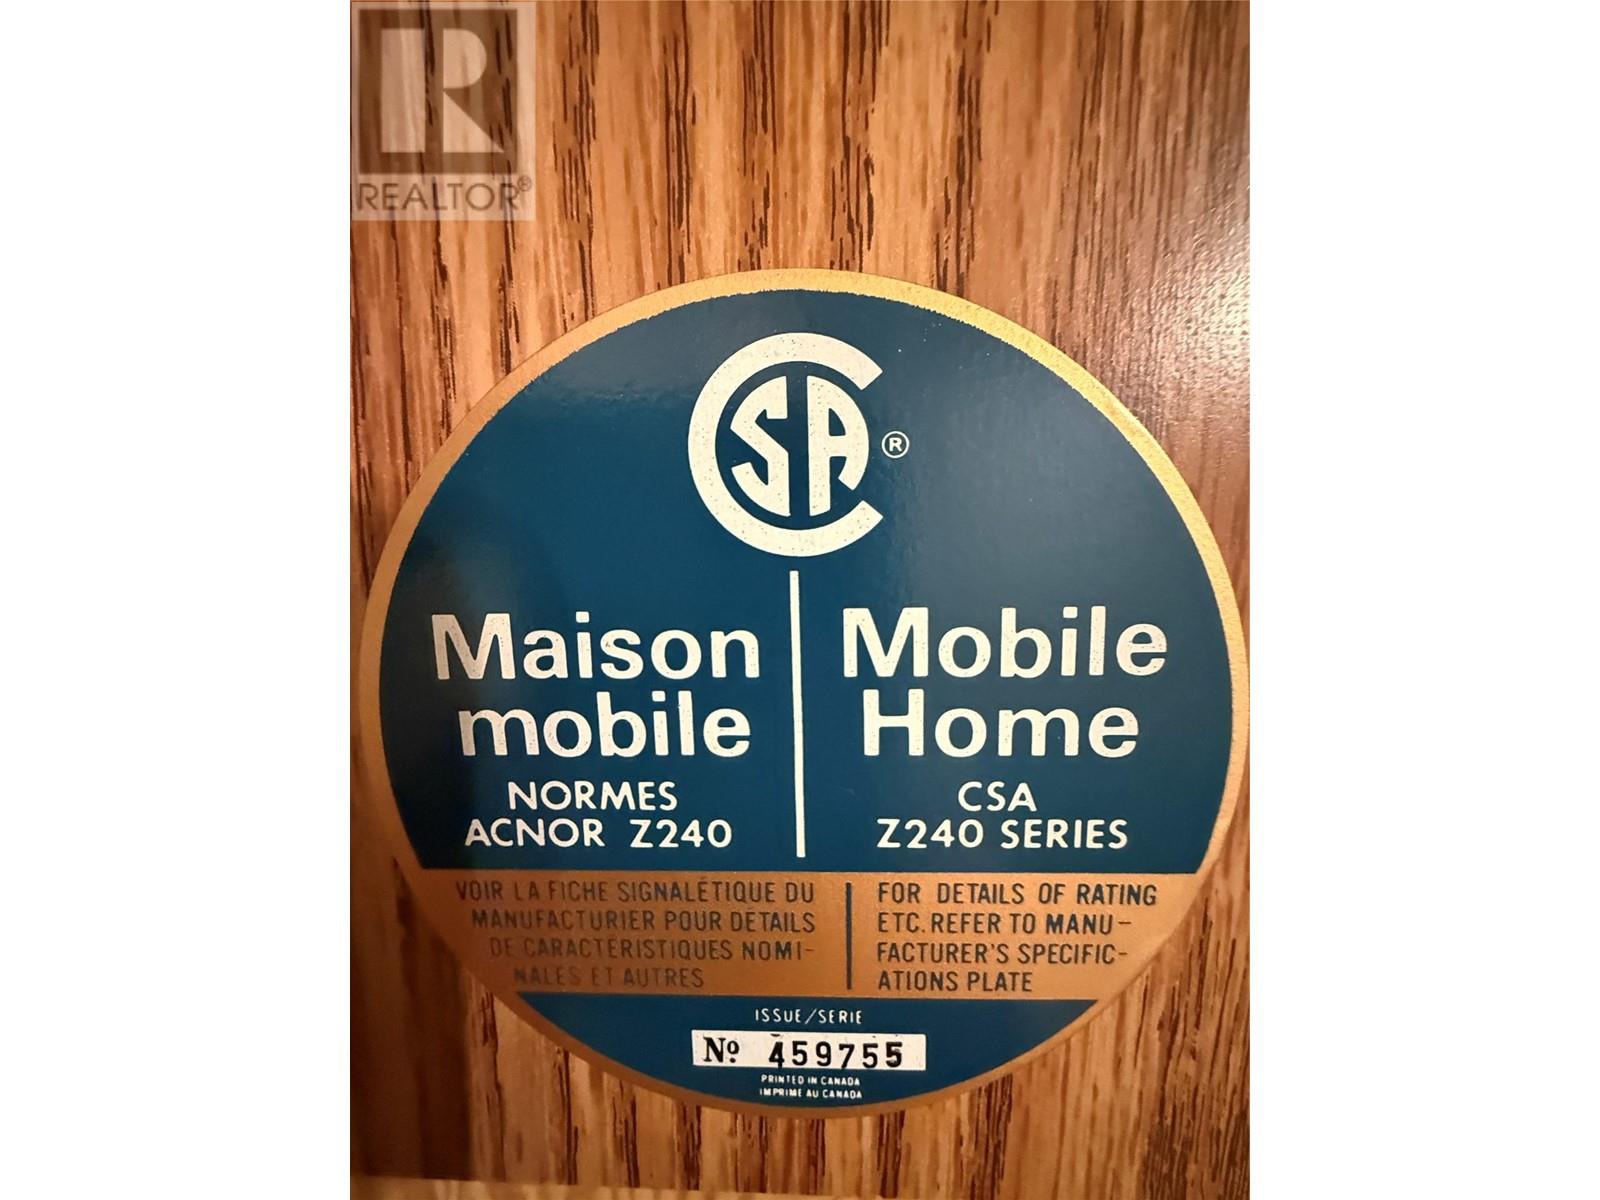 REALTOR®
CSA ®
Maison
mobile
NORMES
ACNOR Z240
Mobile
Home
CSA
Z240 SERIES
VOIR LA FICHE SIGNALÉTIQUE DU
MANUFACTURIER POUR DÉTAILS
DE CARACTÉRISTIQUES NOMI-
NALES ET AUTRES
FOR DETAILS OF RATING
ETC. REFER TO MANU-
FACTURER'S SPECIFIC-
ATIONS PLATE
ISSUE/SERIE
Nº 459755
PRINTED IN CANADA
IMPRIME AU CANADA